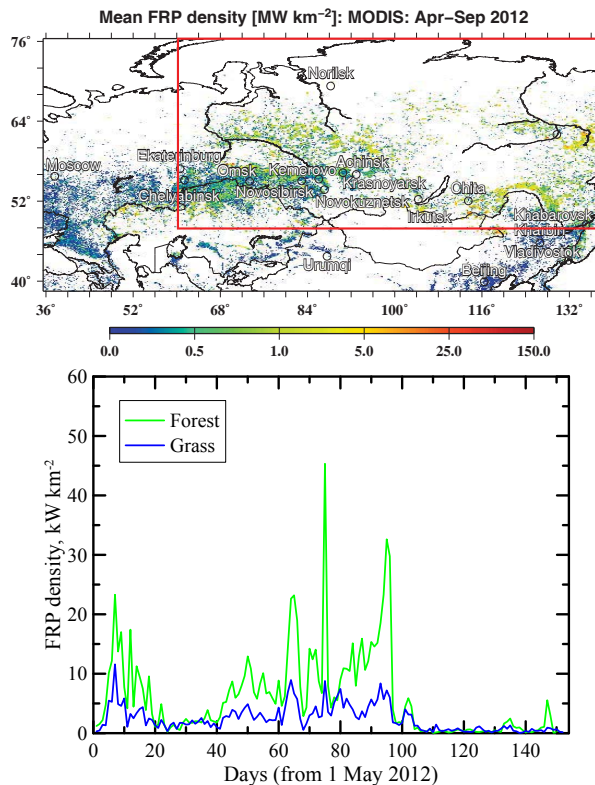 Mean FRP density [MW km⁻²]: MODIS: Apr−Sep 2012
76°
Norilsk
64°
Ekaterinburg
Achinsk
Moscow
Omsk
Kemerovo
Krasnoyarsk
Chelyabinsk
Novosibirsk
Chita
52°
Novokuznetsk
Irkutsk
Khabarovsk
Kharbin
Vladivostok
Urumqi
Beijing
40°
36° 52° 68° 84° 100° 116° 132°
0.0 0.5 1.0 5.0 25.0 150.0
60
Forest
Grass
50
40
30
20
10
0
FRP density, kW km⁻²
0 20 40 60 80 100 120 140
Days (from 1 May 2012)